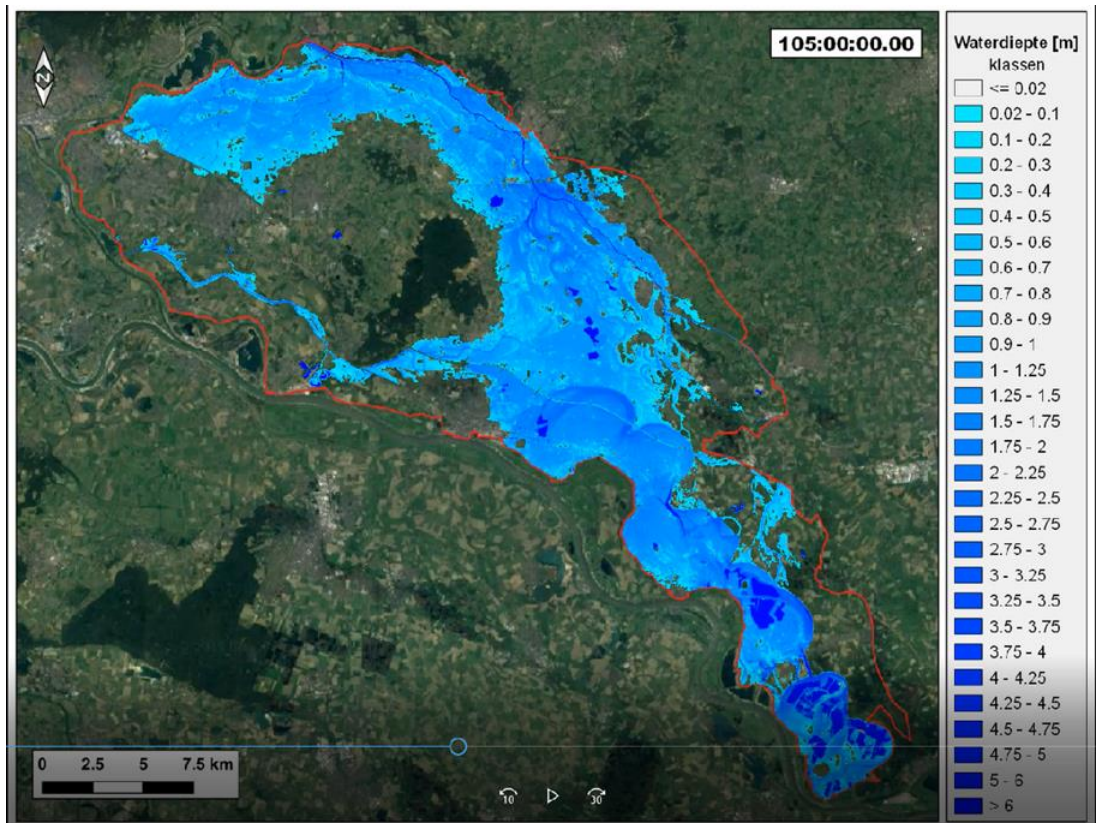 N
105:00:00.00
Waterdiepte [m]
klassen
<= 0.02
0.02 - 0.1
0.1 - 0.2
0.2 - 0.3
0.3 - 0.4
0.4 - 0.5
0.5 - 0.6
0.6 - 0.7
0.7 - 0.8
0.8 - 0.9
0.9 - 1
1 - 1.25
1.25 - 1.5
1.5 - 1.75
1.75 - 2
2 - 2.25
2.25 - 2.5
2.5 - 2.75
2.75 - 3
3 - 3.25
3.25 - 3.5
3.5 - 3.75
3.75 - 4
4 - 4.25
4.25 - 4.5
4.5 - 4.75
4.75 - 5
5 - 6
> 6
0 2.5 5 7.5 km
10 30